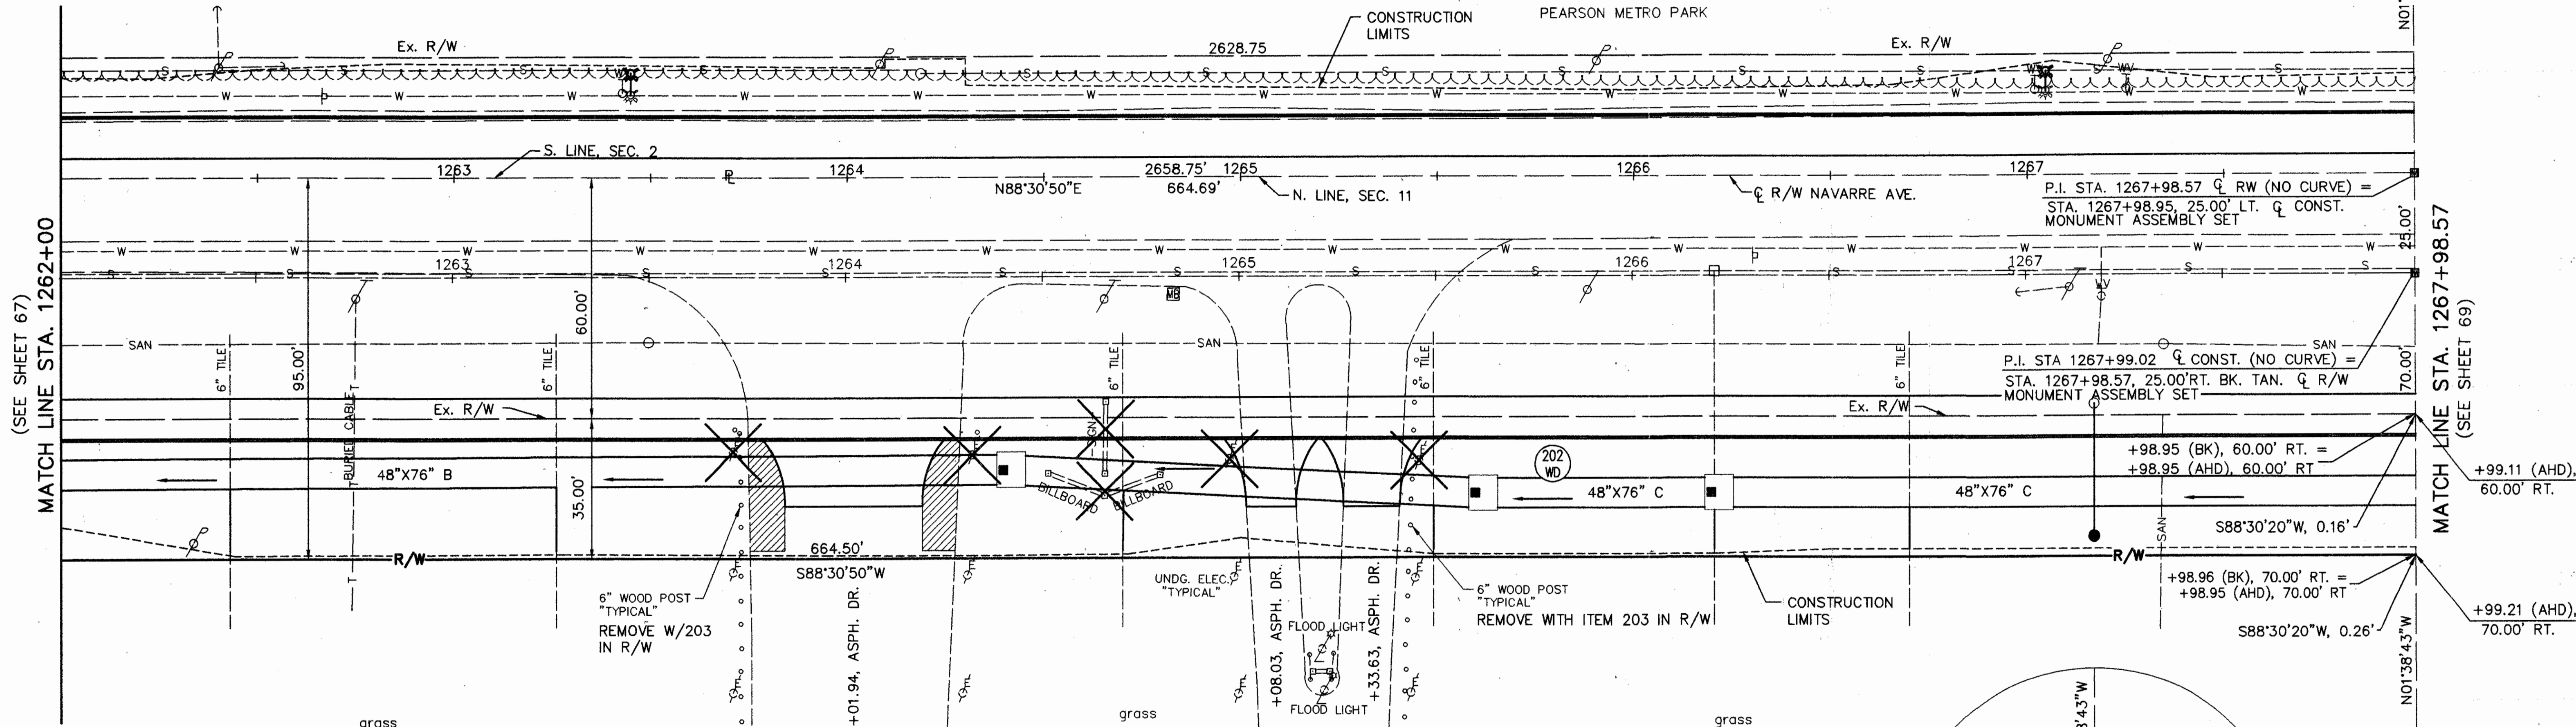 PEARSON METRO PARK
CONSTRUCTION
LIMITS
N01°
Ex. R/W
2628.75
Ex. R/W
S S S S S S S S S S S
W W W W W W W W W W W W
WV
S. LINE, SEC. 2
1263
1264
2658.75'
1265
1266
1267
N88°30'50"E
664.69'
N. LINE, SEC. 11
℄ R/W NAVARRE AVE.
P.I. STA. 1267+98.57 ℄ RW (NO CURVE) =
STA. 1267+98.95, 25.00' LT. ℄ CONST.
MONUMENT ASSEMBLY SET
25.00'
(SEE SHEET 67)
MATCH LINE STA. 1262+00
MATCH LINE STA. 1267+98.57
(SEE SHEET 69)
W W W W W W W W W W W W W W
1263
1264
1265
1266
1267
S S S S S S S S S S S S S
MB
WV
95.00'
60.00'
SAN
SAN
SAN
6" TILE
6" TILE
6" TILE
6" TILE
6" TILE
BURIED CABLE
T
T
P.I. STA 1267+99.02 ℄ CONST. (NO CURVE) =
STA. 1267+98.57, 25.00'RT. BK. TAN. ℄ R/W
MONUMENT ASSEMBLY SET
70.00'
Ex. R/W
Ex. R/W
SIGN
35.00'
48"X76" B
BILLBOARD
BILLBOARD
202
WD
48"X76" C
48"X76" C
+98.95 (BK), 60.00' RT. =
+98.95 (AHD), 60.00' RT
+99.11 (AHD),
60.00' RT.
S88°30'20"W, 0.16'
SAN
R/W
664.50'
S88°30'50"W
R/W
UNDG. ELEC.
"TYPICAL"
6" WOOD POST
"TYPICAL"
REMOVE W/203
IN R/W
+01.94, ASPH. DR.
+08.03, ASPH. DR.
+33.63, ASPH. DR.
6" WOOD POST
"TYPICAL"
REMOVE WITH ITEM 203 IN R/W
CONSTRUCTION
LIMITS
+98.96 (BK), 70.00' RT. =
+98.95 (AHD), 70.00' RT
+99.21 (AHD),
70.00' RT.
S88°30'20"W, 0.26'
FLOOD LIGHT
FLOOD LIGHT
N01°38'43"W
8'43"W
grass
grass
grass